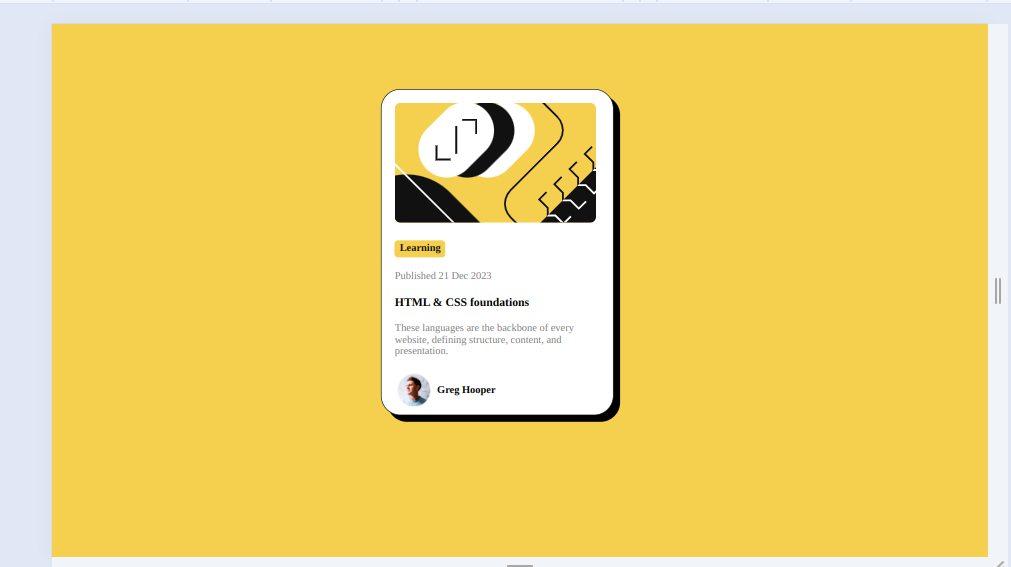 Learning
Published 21 Dec 2023
HTML & CSS foundations
These languages are the backbone of every
website, defining structure, content, and
presentation.
Greg Hooper